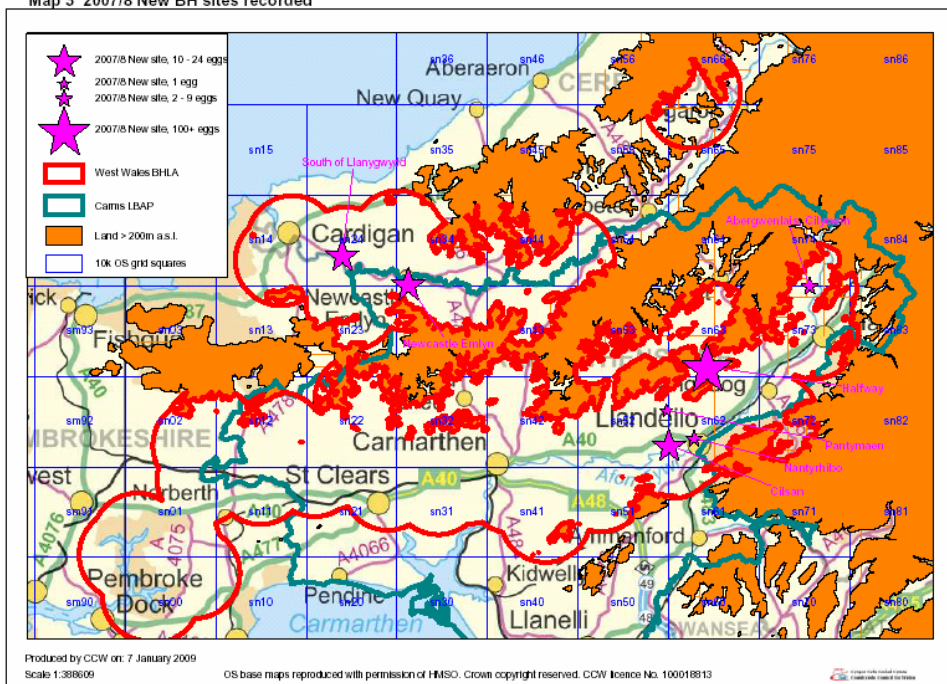 Map 3 2007/8 New BH sites recorded
2007/8 New site, 10 - 24 eggs
2007/8 New site, 1 egg
2007/8 New site, 2 - 9 eggs
2007/8 New site, 100+ eggs
West Wales BHLA
Carms LBAP
Land > 200m a.s.l.
10k OS grid squares
sn36
sn46
sn56
sn66
sn76
sn86
Aberaeron
New Quay
sn15
sn35
sn45
sn55
sn65
sn75
sn85
South of Llanygwydd
sn14
Cardigan
sn24
sn34
sn44
sn54
sn64
sn74
sn84
Newcastle Emlyn
sm93
sn03
sn13
sn23
sn43
sn53
sn63
sn73
sn83
A40
Halfway
sm92
sn02
A478
sn12
sn22
sn32
sn42
sn52
sn62
sn72
sn82
Carmarthen
Llandeilo
A40
Pantymaen
Nantyrhibo
Cilsan
St Clears
A40
A48
Narberth
sm91
sn01
sn11
sn21
sn31
sn41
sn51
sn61
sn71
sn81
A4076
A4075
A477
A4066
Ammanford
Pembroke
Dock
Kidwelly
sm90
sn00
sn10
Pendine
sn20
sn30
sn40
sn50
sn60
sn70
sn80
Carmarthen
Llanelli
SWANSEA
Produced by CCW on: 7 January 2009
Scale 1:388609
OS base maps reproduced with permission of HMSO. Crown copyright reserved. CCW licence No. 100018813